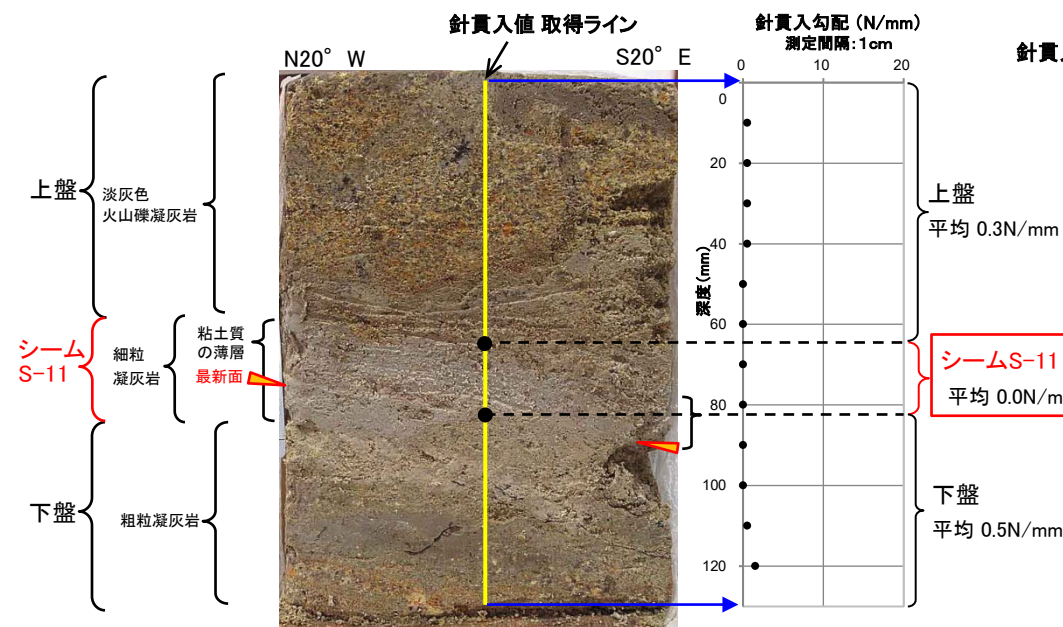 針貫入値 取得ライン
N20° W
S20° E
針貫入勾配 (N/mm)
測定間隔:1cm
0
10
20
針貫入
上盤
淡灰色
火山礫凝灰岩
シーム
S-11
細粒
凝灰岩
粘土質
の薄層
最新面
下盤
粗粒凝灰岩
深度(mm)
0
20
40
60
80
100
120
上盤
平均 0.3N/mm
シームS-11
平均 0.0N/m
下盤
平均 0.5N/mm